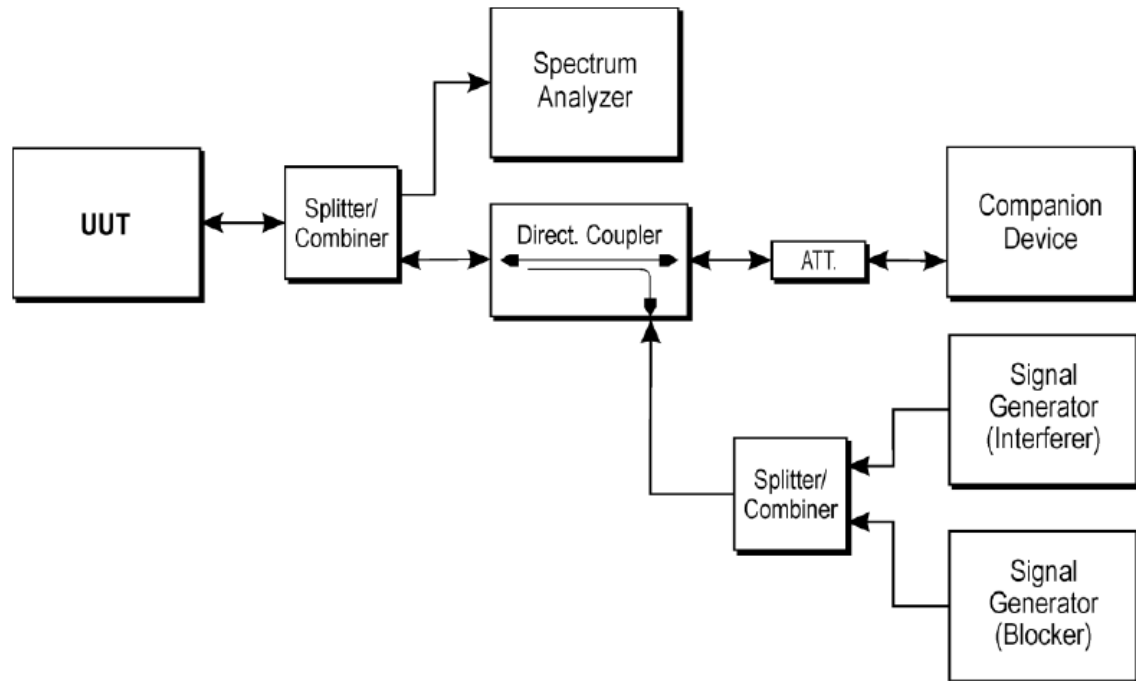 Spectrum
Analyzer
UUT
Splitter/
Combiner
Direct. Coupler
ATT.
Companion
Device
Signal
Generator
(Interferer)
Splitter/
Combiner
Signal
Generator
(Blocker)